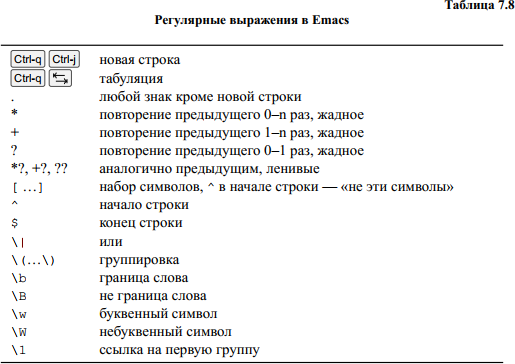 Таблица 7.8
Регулярные выражения в Emacs
Ctrl-q Ctrl-j новая строка
Ctrl-q ↹ табуляция
. любой знак кроме новой строки
* повторение предыдущего 0–n раз, жадное
+ повторение предыдущего 1–n раз, жадное
? повторение предыдущего 0–1 раз, жадное
*?, +?, ?? аналогично предыдущим, ленивые
[ ...] набор символов, ^ в начале строки — «не эти символы»
^ начало строки
$ конец строки
\| или
\(...\) группировка
\b граница слова
\B не граница слова
\w буквенный символ
\W небуквенный символ
\1 ссылка на первую группу